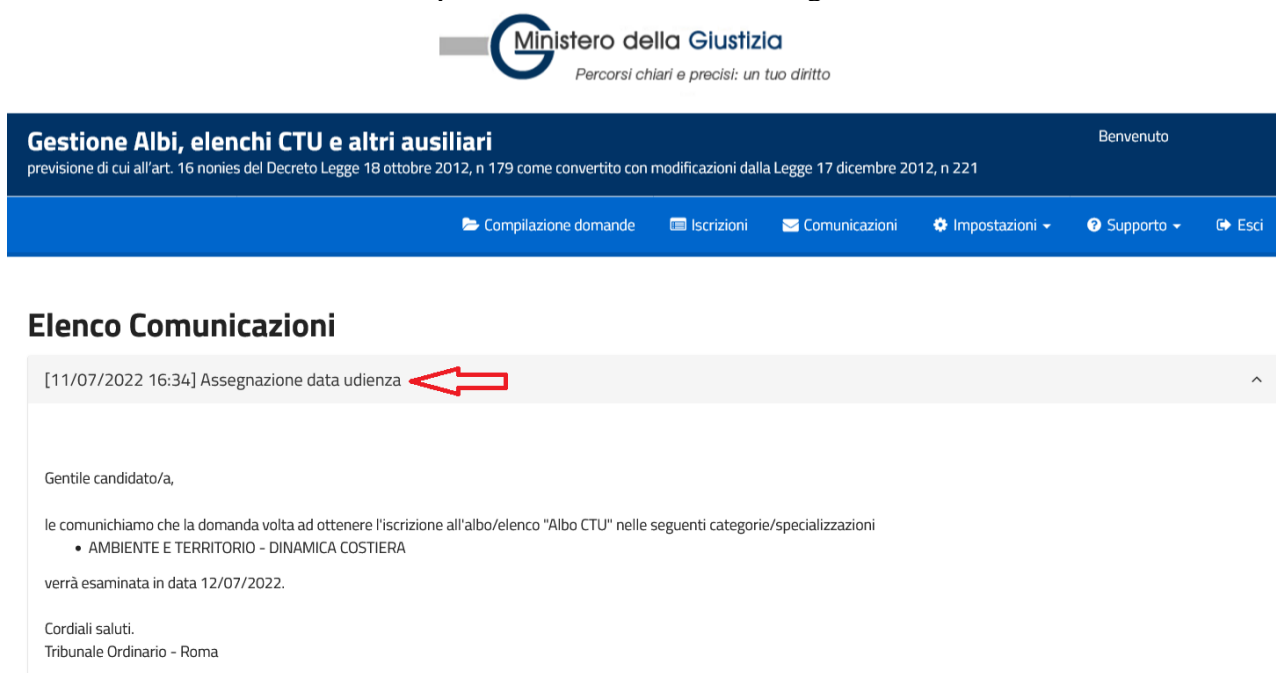 Ministero della Giustizia
Percorsi chiari e precisi: un tuo diritto
Gestione Albi, elenchi CTU e altri ausiliari
Benvenuto
previsione di cui all'art. 16 nonies del Decreto Legge 18 ottobre 2012, n 179 come convertito con modificazioni dalla Legge 17 dicembre 2012, n 221
Compilazione domande Iscrizioni Comunicazioni Impostazioni Supporto Esci
Elenco Comunicazioni
[11/07/2022 16:34] Assegnazione data udienza
Gentile candidato/a,
le comunichiamo che la domanda volta ad ottenere l'iscrizione all'albo/elenco "Albo CTU" nelle seguenti categorie/specializzazioni
• AMBIENTE E TERRITORIO - DINAMICA COSTIERA
verrà esaminata in data 12/07/2022.
Cordiali saluti.
Tribunale Ordinario - Roma